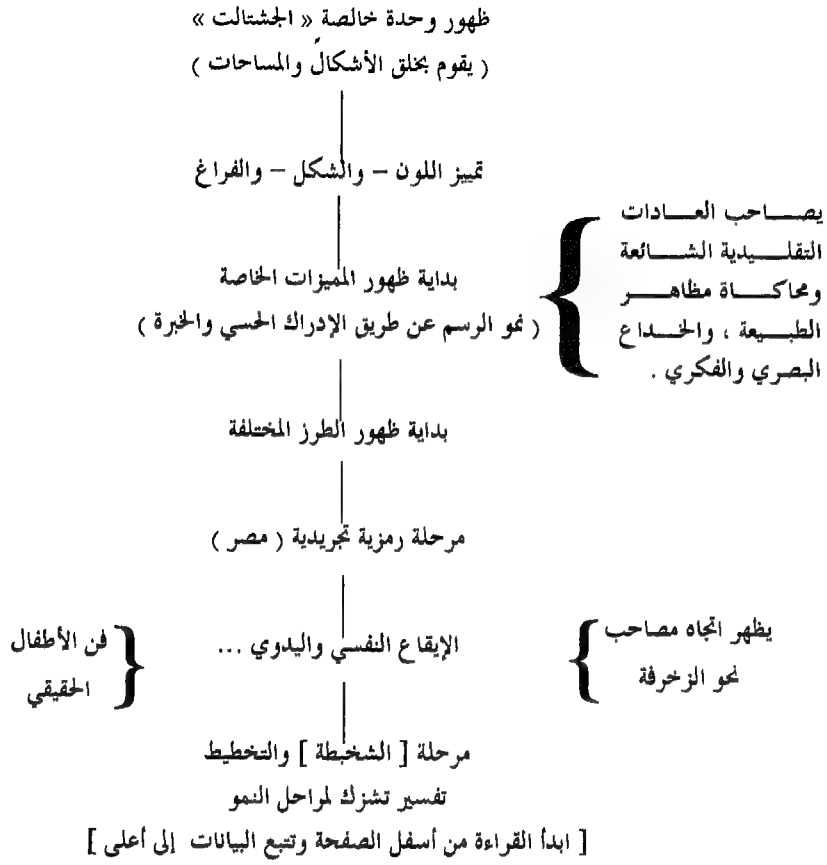 ظهور وحدة خالصة « الجشتالت »
( يقوم بخلق الأشكال والمساحات )
تمييز اللون – والشكل – والفراغ
يصاحب العادات
التقليدية الشائعة
ومحاكاة مظاهر
الطبيعة ، والخداع
البصري والفكري .
بداية ظهور المميزات الخاصة
( نمو الرسم عن طريق الإدراك الحسي والخبرة )
بداية ظهور الطرز المختلفة
مرحلة رمزية تجريدية ( مصر )
يظهر اتجاه مصاحب
نحو الزخرفة
الإيقاع النفسي واليدوي ...
فن الأطفال
الحقيقي
مرحلة [ الشخبطة ] والتخطيط
تفسير تشزك لمراحل النمو
[ ابدأ القراءة من أسفل الصفحة وتتبع البيانات إلى أعلى ]